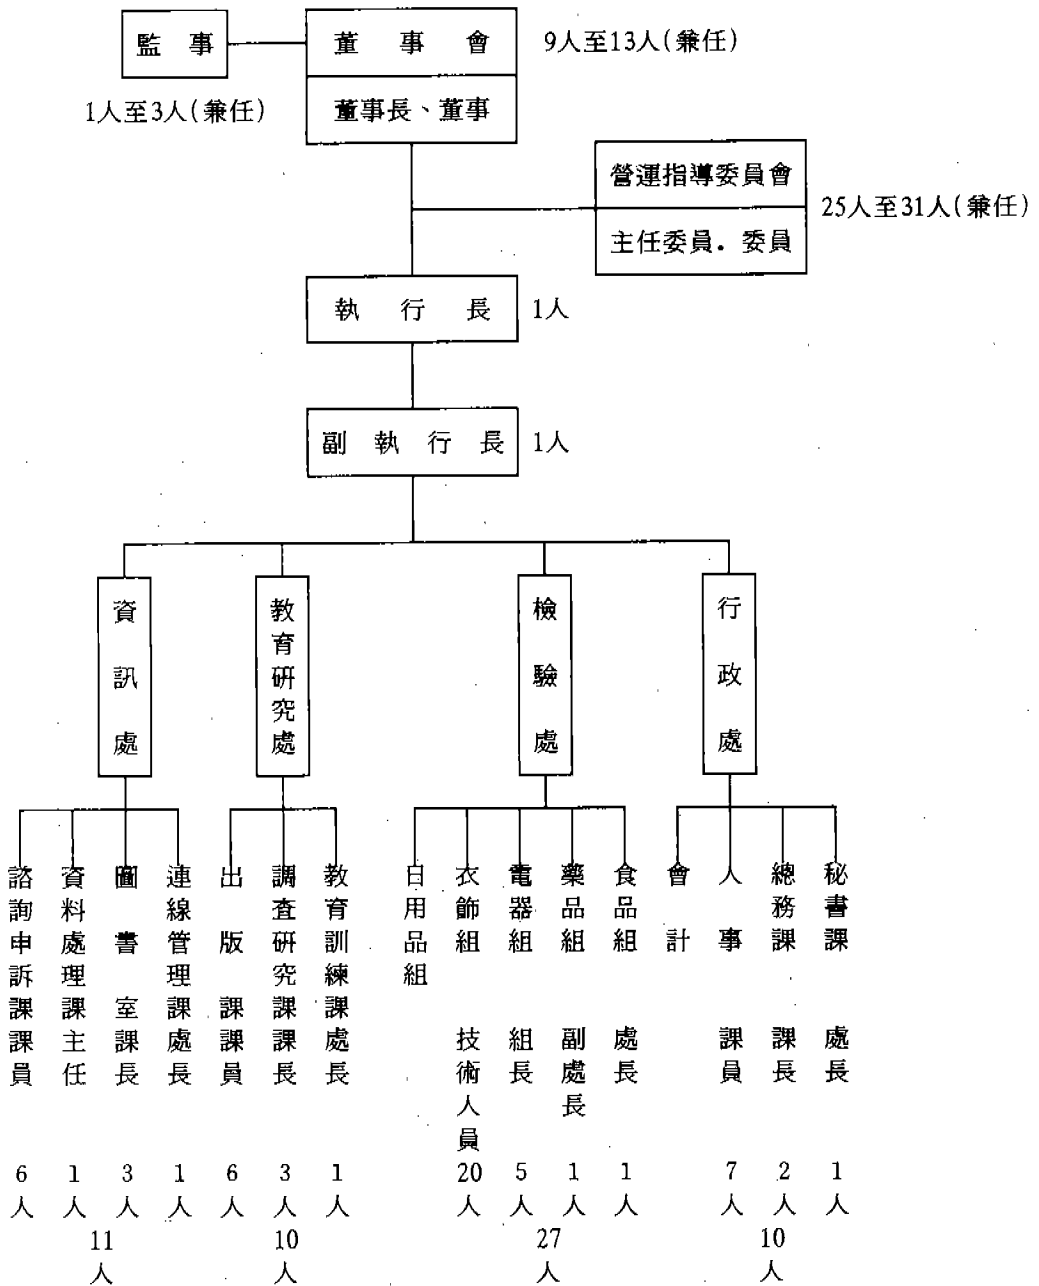 監事
董事會
9人至13人(兼任)
1人至3人(兼任)
董事長、董事
營運指導委員會
25人至31人(兼任)
主任委員．委員
執行長
1人
副執行長
1人
資訊處
教育研究處
檢驗處
行政處
諮詢申訴課課員
資料處理課主任
圖書室課長
連線管理課處長
出版課課員
調查研究課課長
教育訓練課處長
日用品組
衣飾組 技術人員
電器組 組長
藥品組 副處長
食品組 處長
會計
人事 課員
總務課 課長
秘書課 處長
6人
1人
3人
1人
6人
3人
1人
20人
5人
1人
1人
7人
2人
1人
11人
10人
27人
10人